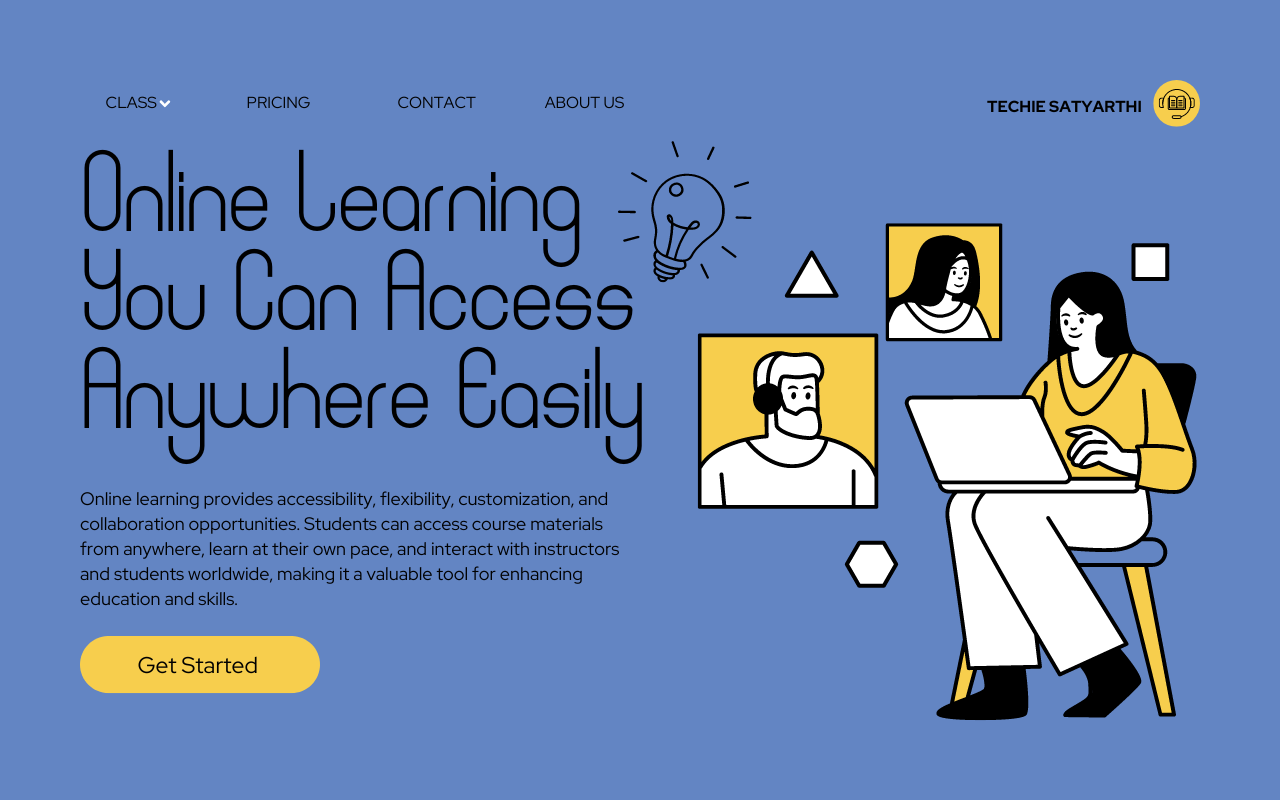 CLASS PRICING CONTACT ABOUT US
TECHIE SATYARTHI
Online Learning
You Can Access
Anywhere Easily
Online learning provides accessibility, flexibility, customization, and
collaboration opportunities. Students can access course materials
from anywhere, learn at their own pace, and interact with instructors
and students worldwide, making it a valuable tool for enhancing
education and skills.
Get Started